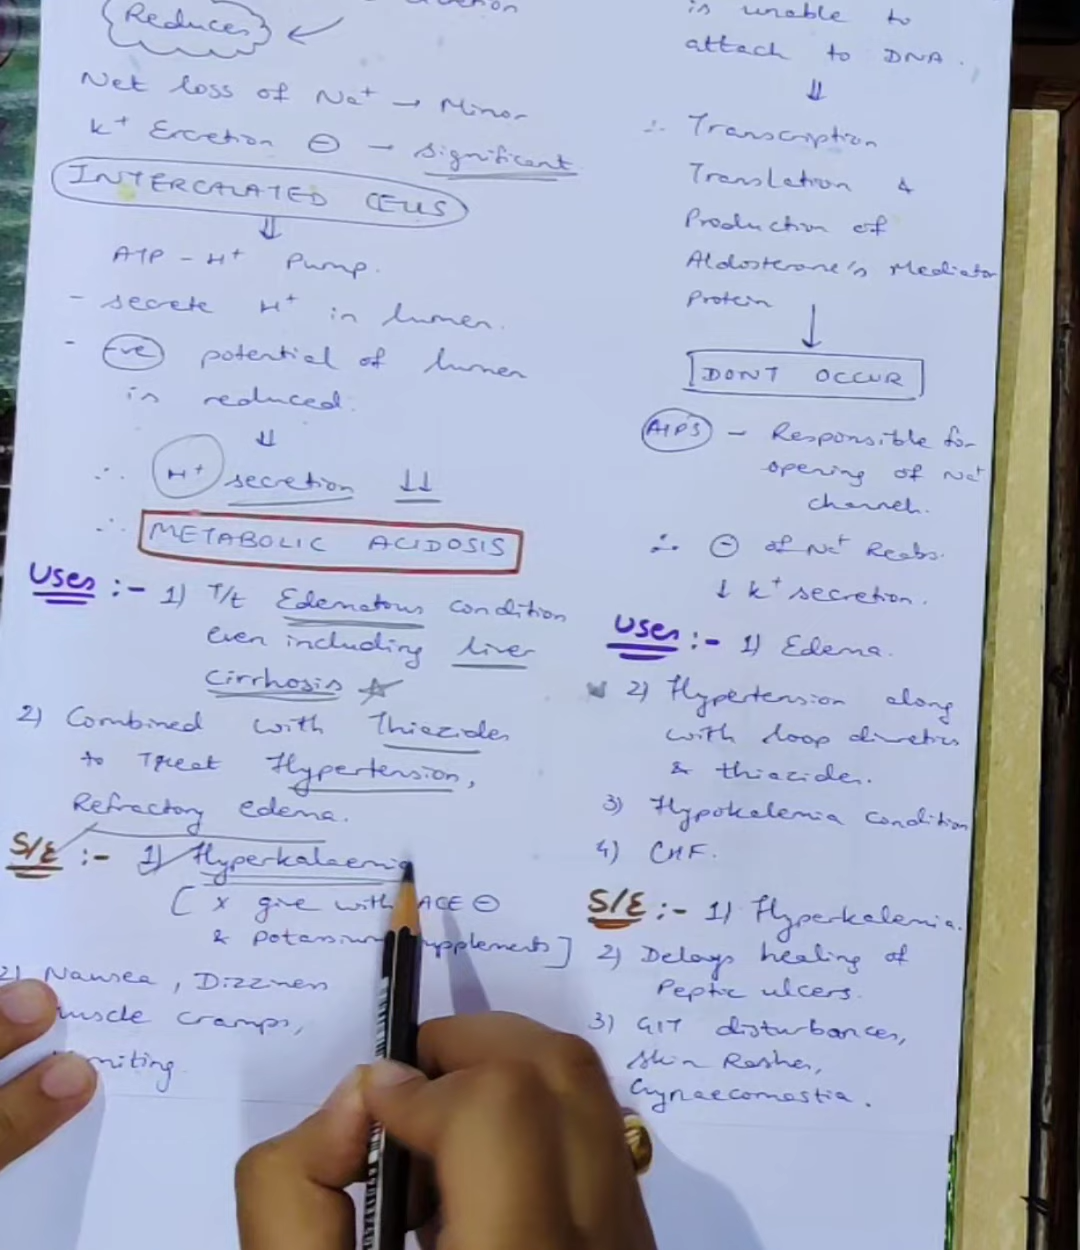 Reduces
Net loss of Na+ → Minor
K+ Excretion ⊖ → Significant
INTERCALATED CELLS
⇓
ATP - H+ Pump.
- secrete H+ in lumen.
- +ve potential of lumen
is reduced.
⇓
∴ H+ secretion ↓↓
∴ METABOLIC ACIDOSIS
Uses :- 1) T/t Edematous condition
even including liver
cirrhosis ☆
2) Combined with Thiazides
to Treat Hypertension,
Refractory edema.
S/E :- 1) Hyperkalaemia
[ x give with ACE ⊖
& potassium supplements]
2) Nausea, Dizziness
muscle cramps,
vomiting.
is unable to
attach to DNA.
⇓
∴ Transcription
Translation &
Production of
Aldosterone's Mediator
Protein
↓
DONT OCCUR
AIPS - Responsible for
opening of Na+
channel.
∴ ⊖ of Na+ Reabs.
↓ K+ secretion.
Uses :- 1) Edema.
2) Hypertension along
with loop diuretics
& thiazides.
3) Hypokalemia condition
4) CHF.
S/E :- 1) Hyperkalemia.
2) Delays healing of
Peptic ulcers.
3) GIT disturbances,
Skin Rashes,
Gynaecomastia.